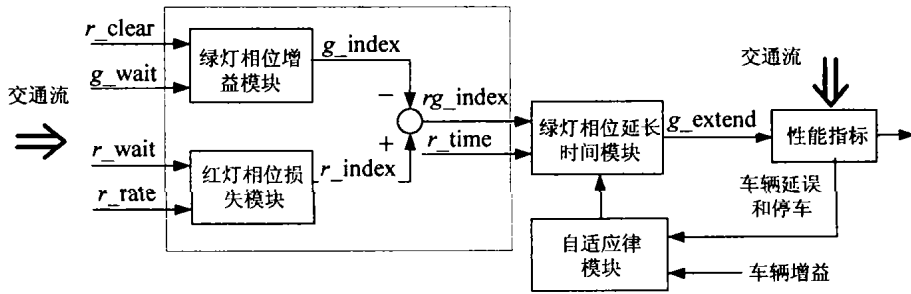 交通流
r_clear
g_wait
绿灯相位增
益模块
g_index
r_wait
r_rate
红灯相位损
失模块
r_index
−
+
rg_index
r_time
绿灯相位延长
时间模块
g_extend
交通流
性能指标
车辆延误
和停车
自适应律
模块
车辆增益